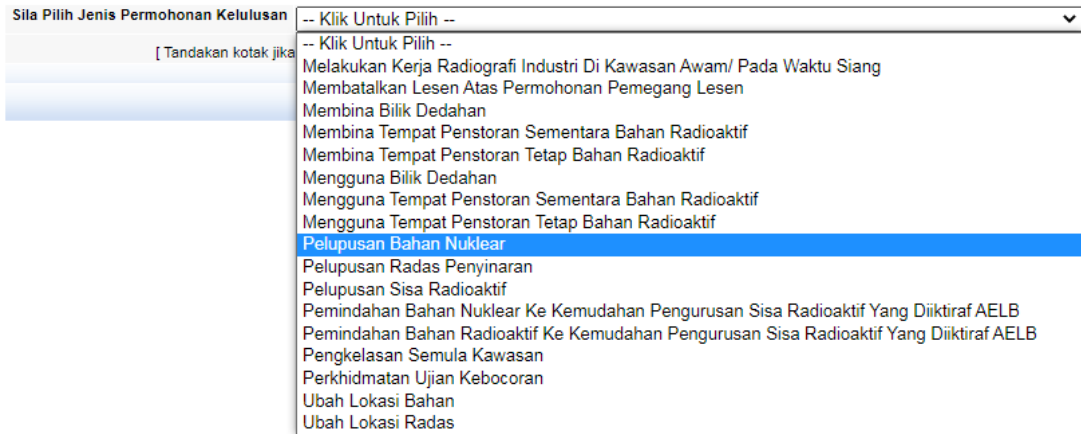 Sila Pilih Jenis Permohonan Kelulusan -- Klik Untuk Pilih --
[ Tandakan kotak jika
-- Klik Untuk Pilih --
Melakukan Kerja Radiografi Industri Di Kawasan Awam/ Pada Waktu Siang
Membatalkan Lesen Atas Permohonan Pemegang Lesen
Membina Bilik Dedahan
Membina Tempat Penstoran Sementara Bahan Radioaktif
Membina Tempat Penstoran Tetap Bahan Radioaktif
Mengguna Bilik Dedahan
Mengguna Tempat Penstoran Sementara Bahan Radioaktif
Mengguna Tempat Penstoran Tetap Bahan Radioaktif
Pelupusan Bahan Nuklear
Pelupusan Radas Penyinaran
Pelupusan Sisa Radioaktif
Pemindahan Bahan Nuklear Ke Kemudahan Pengurusan Sisa Radioaktif Yang Diiktiraf AELB
Pemindahan Bahan Radioaktif Ke Kemudahan Pengurusan Sisa Radioaktif Yang Diiktiraf AELB
Pengkelasan Semula Kawasan
Perkhidmatan Ujian Kebocoran
Ubah Lokasi Bahan
Ubah Lokasi Radas